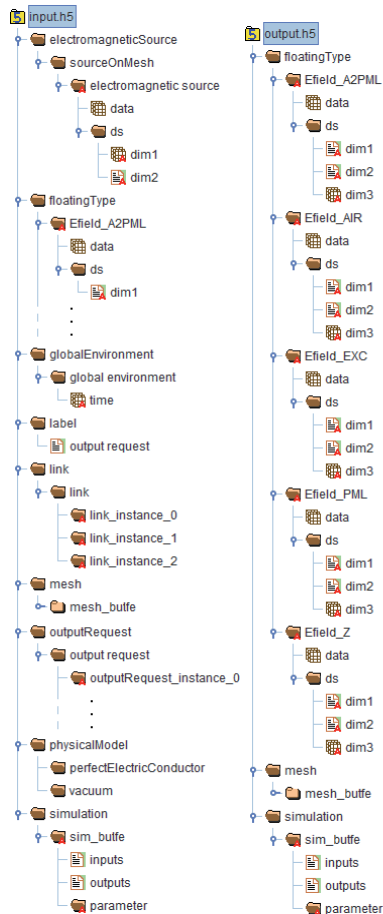 input.h5
electromagneticSource
sourceOnMesh
electromagnetic source
data
ds
dim1
dim2
floatingType
Efield_A2PML
data
ds
dim1
globalEnvironment
global environment
time
label
output request
link
link
link_instance_0
link_instance_1
link_instance_2
mesh
mesh_butfe
outputRequest
output request
outputRequest_instance_0
physicalModel
perfectElectricConductor
vacuum
simulation
sim_butfe
inputs
outputs
parameter
output.h5
floatingType
Efield_A2PML
data
ds
dim1
dim2
dim3
Efield_AIR
data
ds
dim1
dim2
dim3
Efield_EXC
data
ds
dim1
dim2
dim3
Efield_PML
data
ds
dim1
dim2
dim3
Efield_Z
data
ds
dim1
dim2
dim3
mesh
mesh_butfe
simulation
sim_butfe
inputs
outputs
parameter